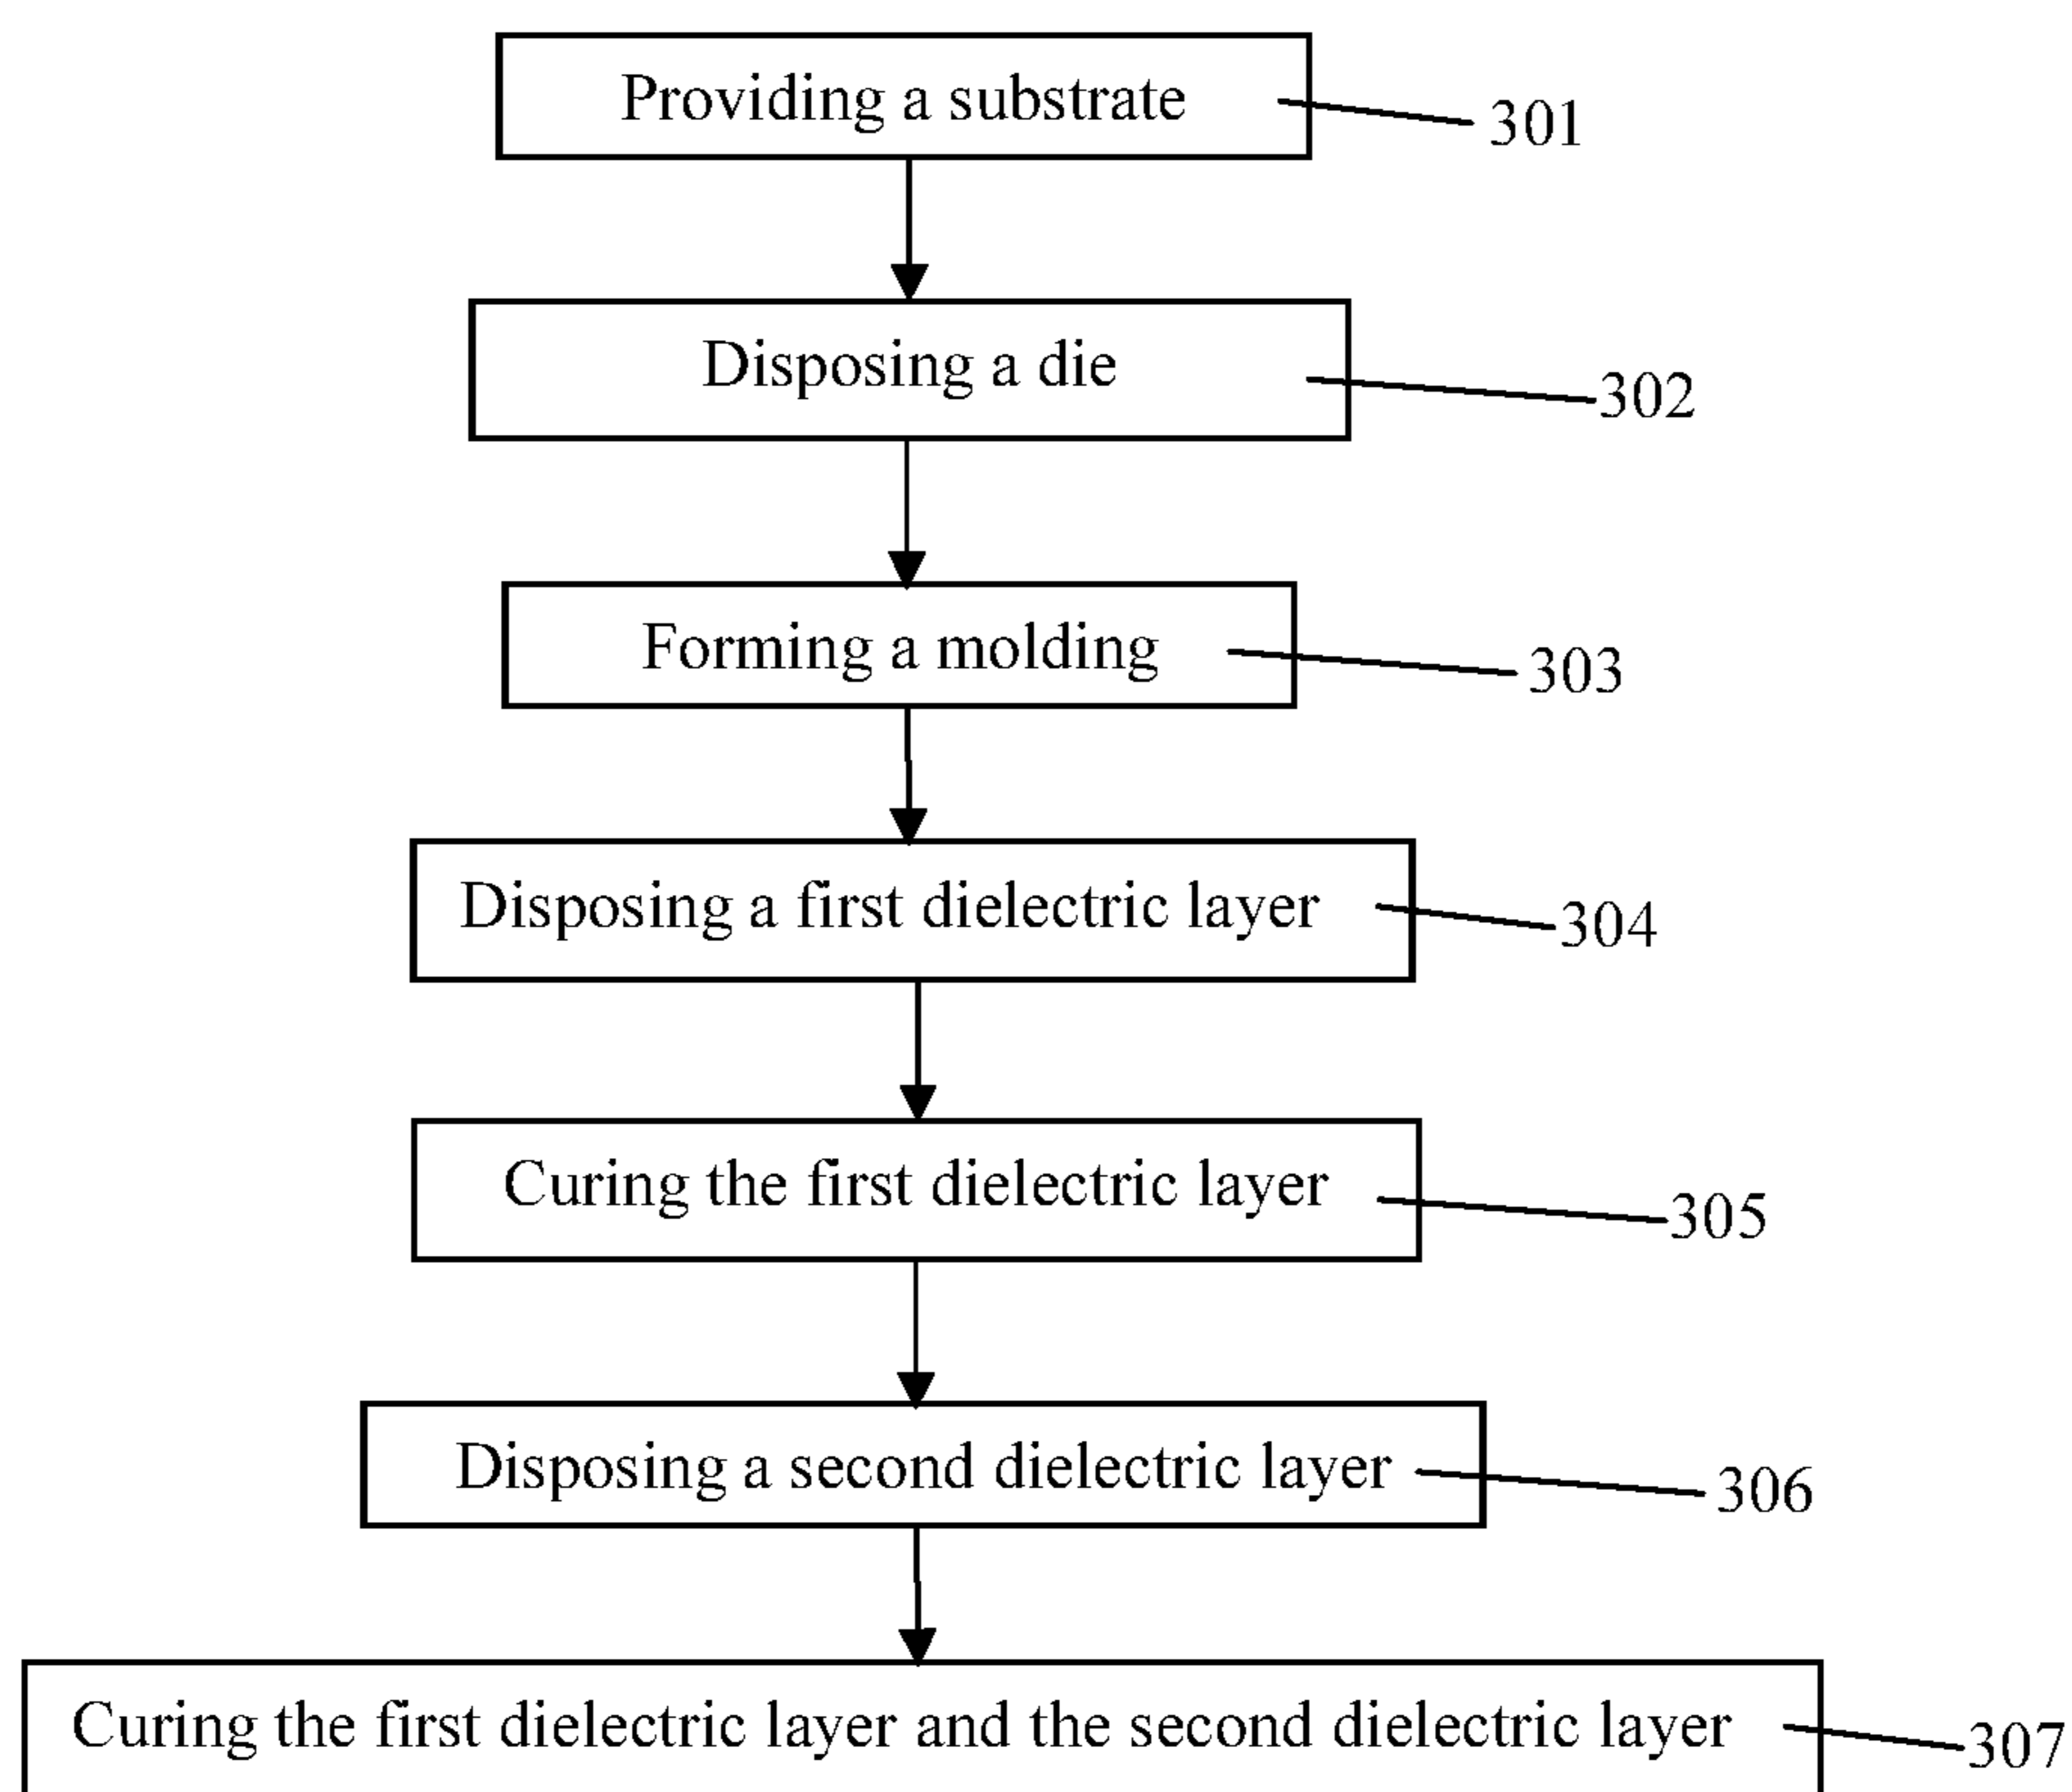 Providing a substrate
301
Disposing a die
302
Forming a molding
303
Disposing a first dielectric layer
304
Curing the first dielectric layer
305
Disposing a second dielectric layer
306
Curing the first dielectric layer and the second dielectric layer
307